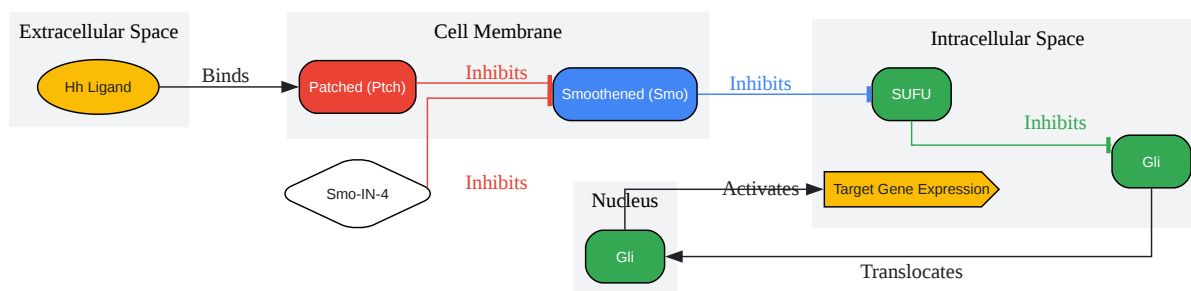 Extracellular Space
Hh Ligand
Binds
Cell Membrane
Patched (Ptch)
Inhibits
Smoothened (Smo)
Inhibits
Smo-IN-4
Inhibits
Intracellular Space
SUFU
Inhibits
Gli
Activates
Target Gene Expression
Nucleus
Gli
Translocates